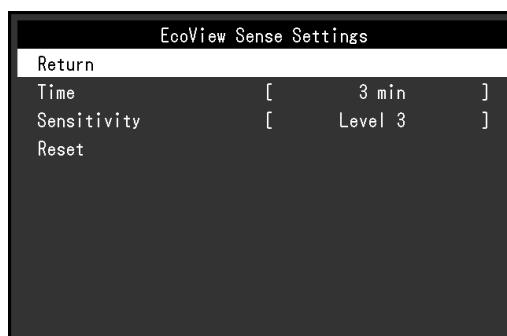 EcoView Sense Settings
Return
Time [ 3 min ]
Sensitivity [ Level 3 ]
Reset